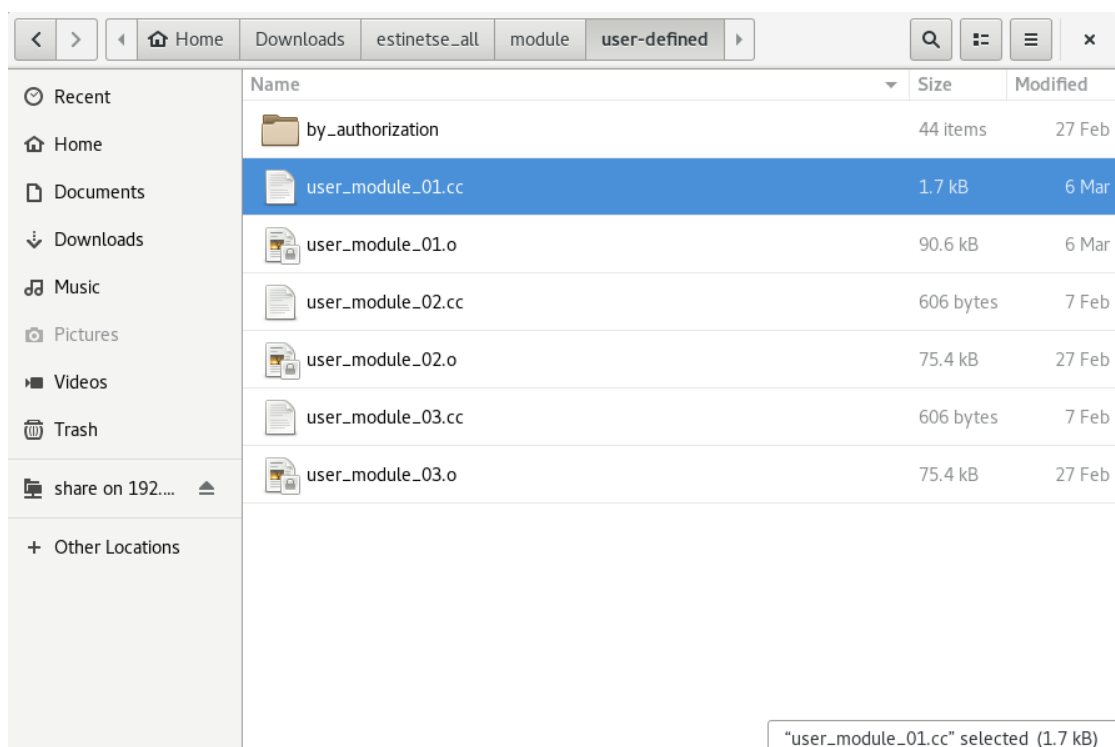 Home Downloads estinetse_all module user-defined
Name Size Modified
Recent
Home
Documents
Downloads
Music
Pictures
Videos
Trash
share on 192....
+ Other Locations
by_authorization 44 items 27 Feb
user_module_01.cc 1.7 kB 6 Mar
user_module_01.o 90.6 kB 6 Mar
user_module_02.cc 606 bytes 7 Feb
user_module_02.o 75.4 kB 27 Feb
user_module_03.cc 606 bytes 7 Feb
user_module_03.o 75.4 kB 27 Feb
“user_module_01.cc” selected (1.7 kB)